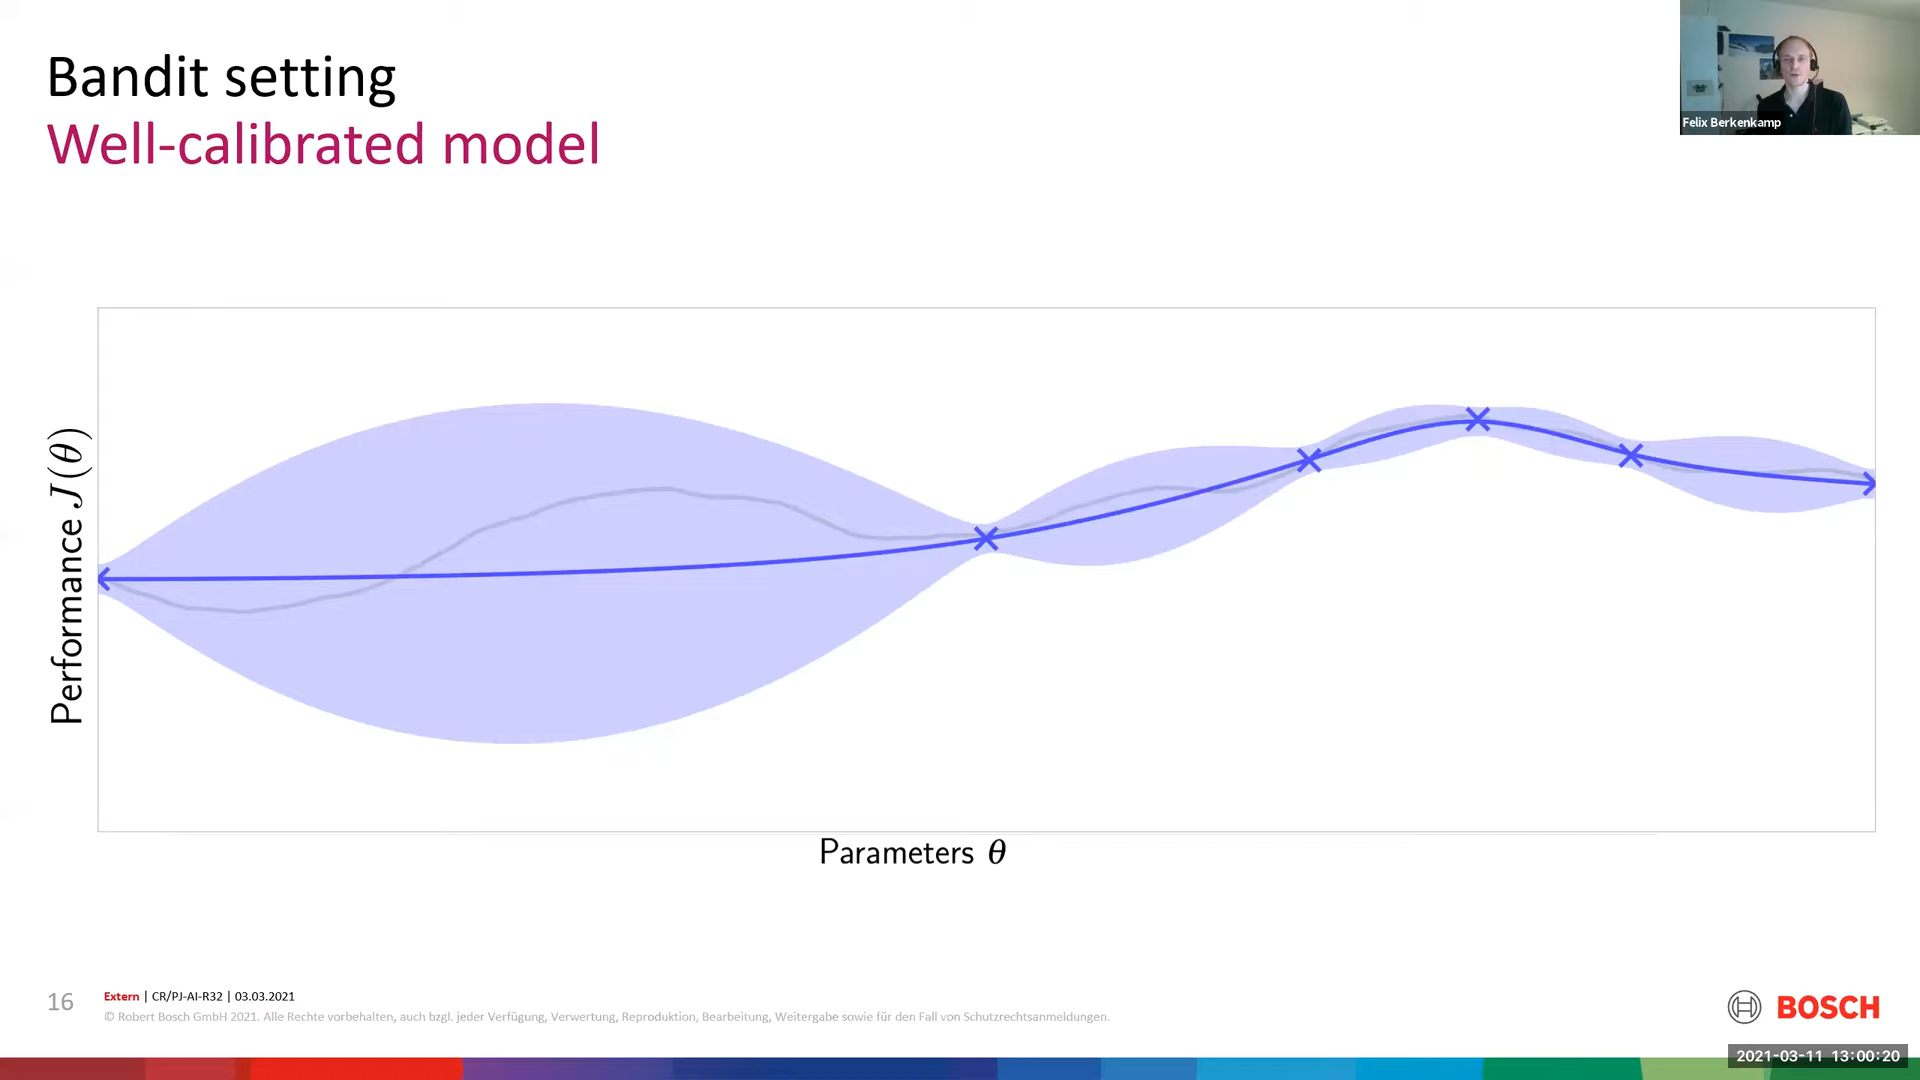 Bandit setting
Well-calibrated model
Felix Berkenkamp
Performance J(θ)
Parameters θ
16
Extern | CR/PJ-AI-R32 | 03.03.2021
© Robert Bosch GmbH 2021. Alle Rechte vorbehalten, auch bzgl. jeder Verfügung, Verwertung, Reproduktion, Bearbeitung, Weitergabe sowie für den Fall von Schutzrechtsanmeldungen.
BOSCH
2021-03-11 13:00:20